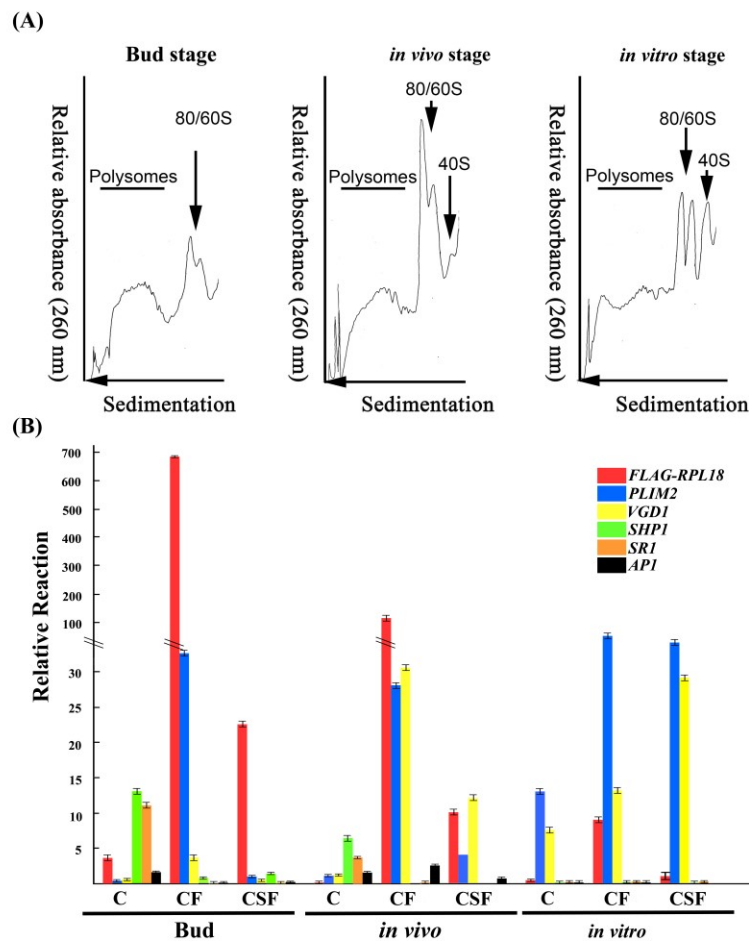 (A)
Bud stage
in vivo stage
in vitro stage
Relative absorbance (260 nm)
Polysomes
80/60S
Sedimentation
Relative absorbance (260 nm)
Polysomes
80/60S
40S
Sedimentation
Relative absorbance (260 nm)
Polysomes
80/60S
40S
Sedimentation
(B)
Relative Reaction
700
600
500
400
300
200
100
30
25
20
15
10
5
FLAG-RPL18
PLIM2
VGD1
SHP1
SR1
AP1
C CF CSF C CF CSF C CF CSF
Bud in vivo in vitro